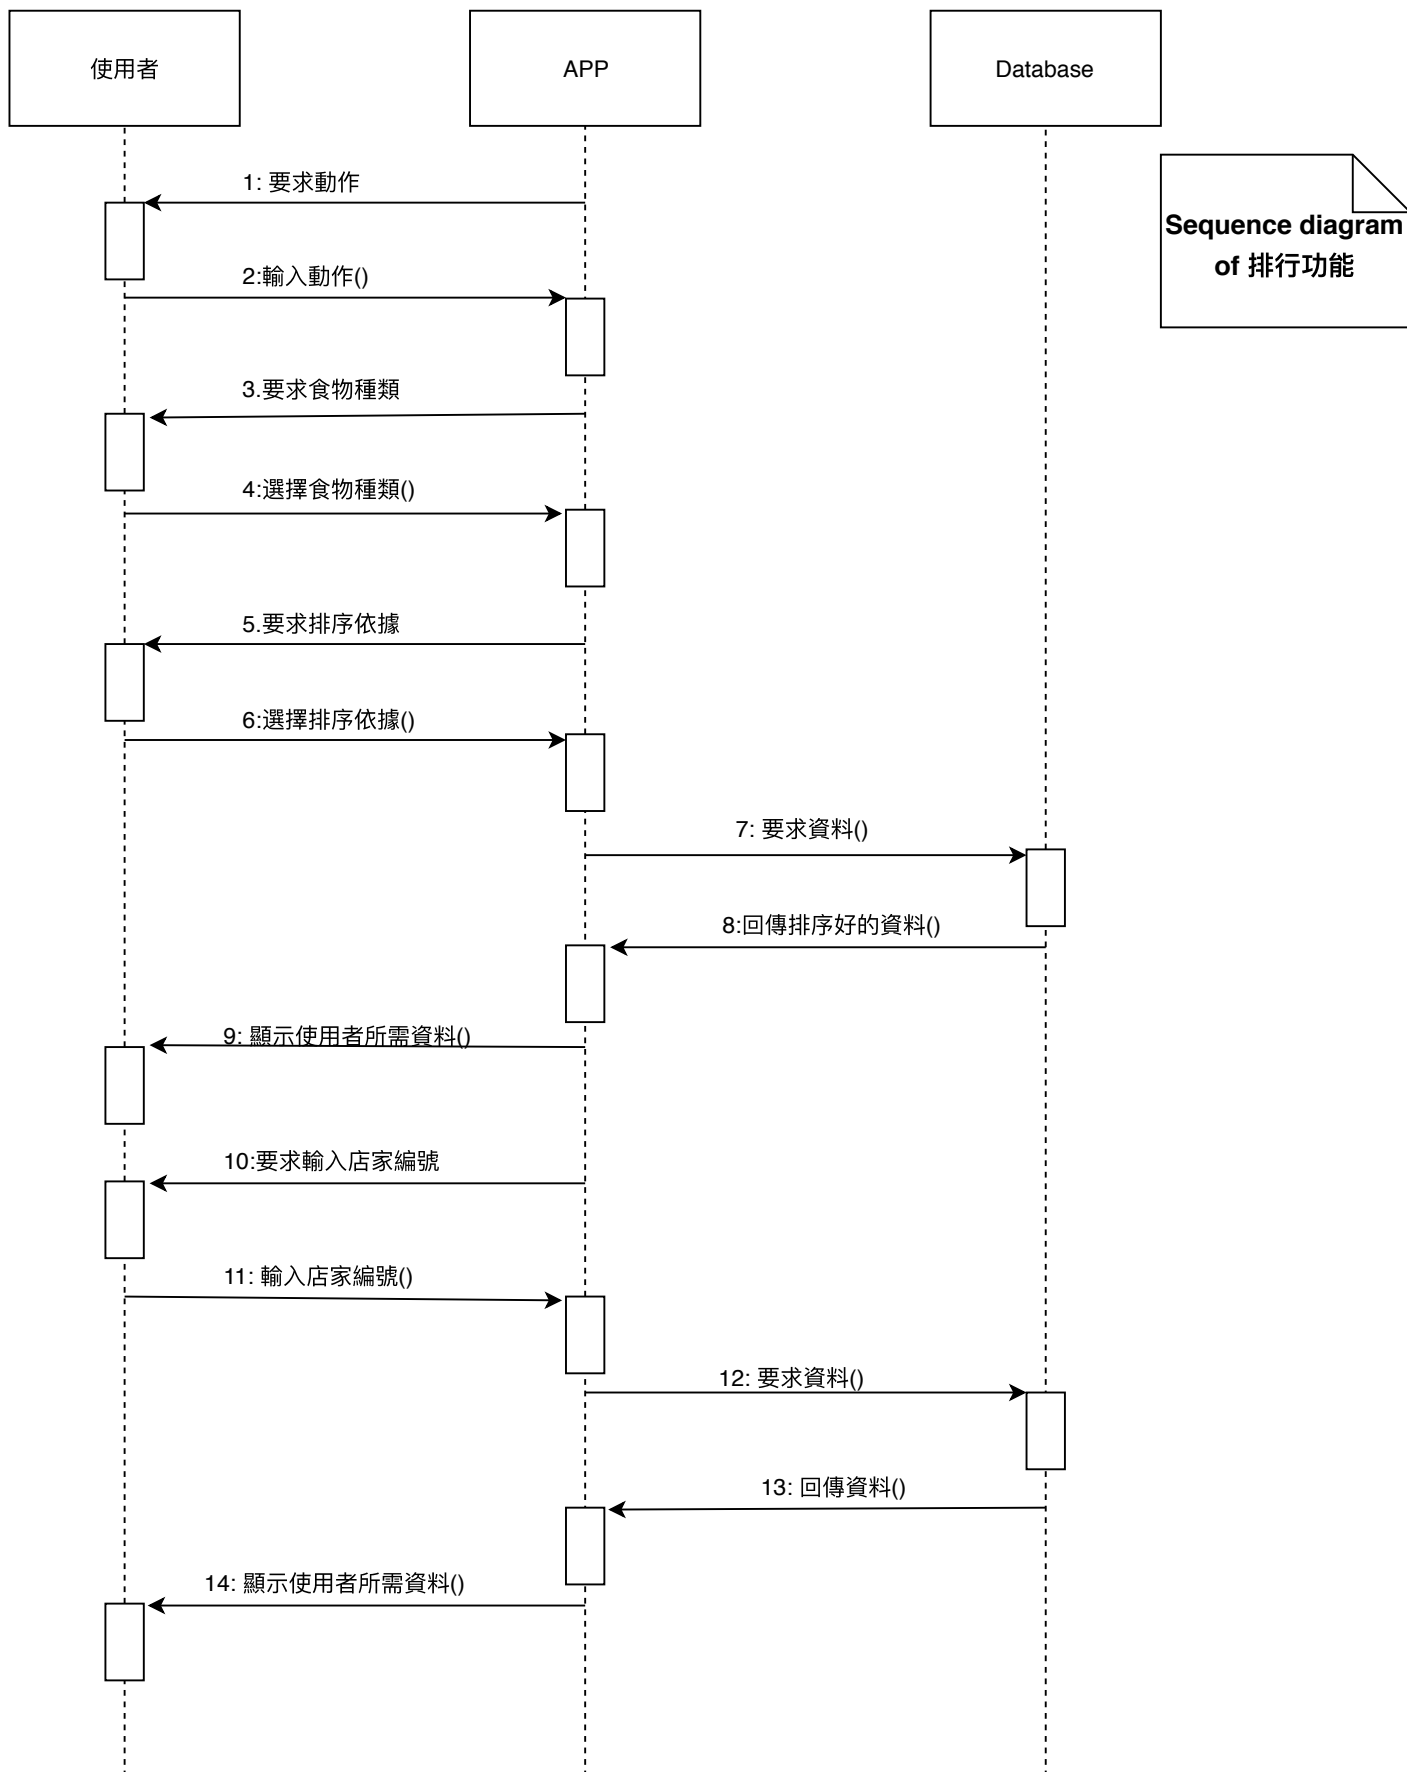 使用者
APP
Database
Sequence diagram
of 排行功能
1: 要求動作
2:輸入動作()
3.要求食物種類
4:選擇食物種類()
5.要求排序依據
6:選擇排序依據()
7: 要求資料()
8:回傳排序好的資料()
9: 顯示使用者所需資料()
10:要求輸入店家編號
11: 輸入店家編號()
12: 要求資料()
13: 回傳資料()
14: 顯示使用者所需資料()